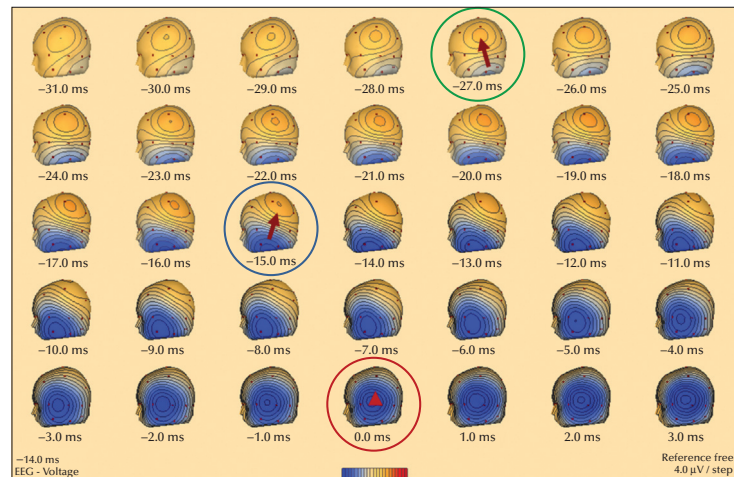 −31.0 ms −30.0 ms −29.0 ms −28.0 ms −27.0 ms −26.0 ms −25.0 ms
−24.0 ms −23.0 ms −22.0 ms −21.0 ms −20.0 ms −19.0 ms −18.0 ms
−17.0 ms −16.0 ms −15.0 ms −14.0 ms −13.0 ms −12.0 ms −11.0 ms
−10.0 ms −9.0 ms −8.0 ms −7.0 ms −6.0 ms −5.0 ms −4.0 ms
−3.0 ms −2.0 ms −1.0 ms 0.0 ms 1.0 ms 2.0 ms 3.0 ms
−14.0 ms Reference free
EEG - Voltage 4.0 μV / step